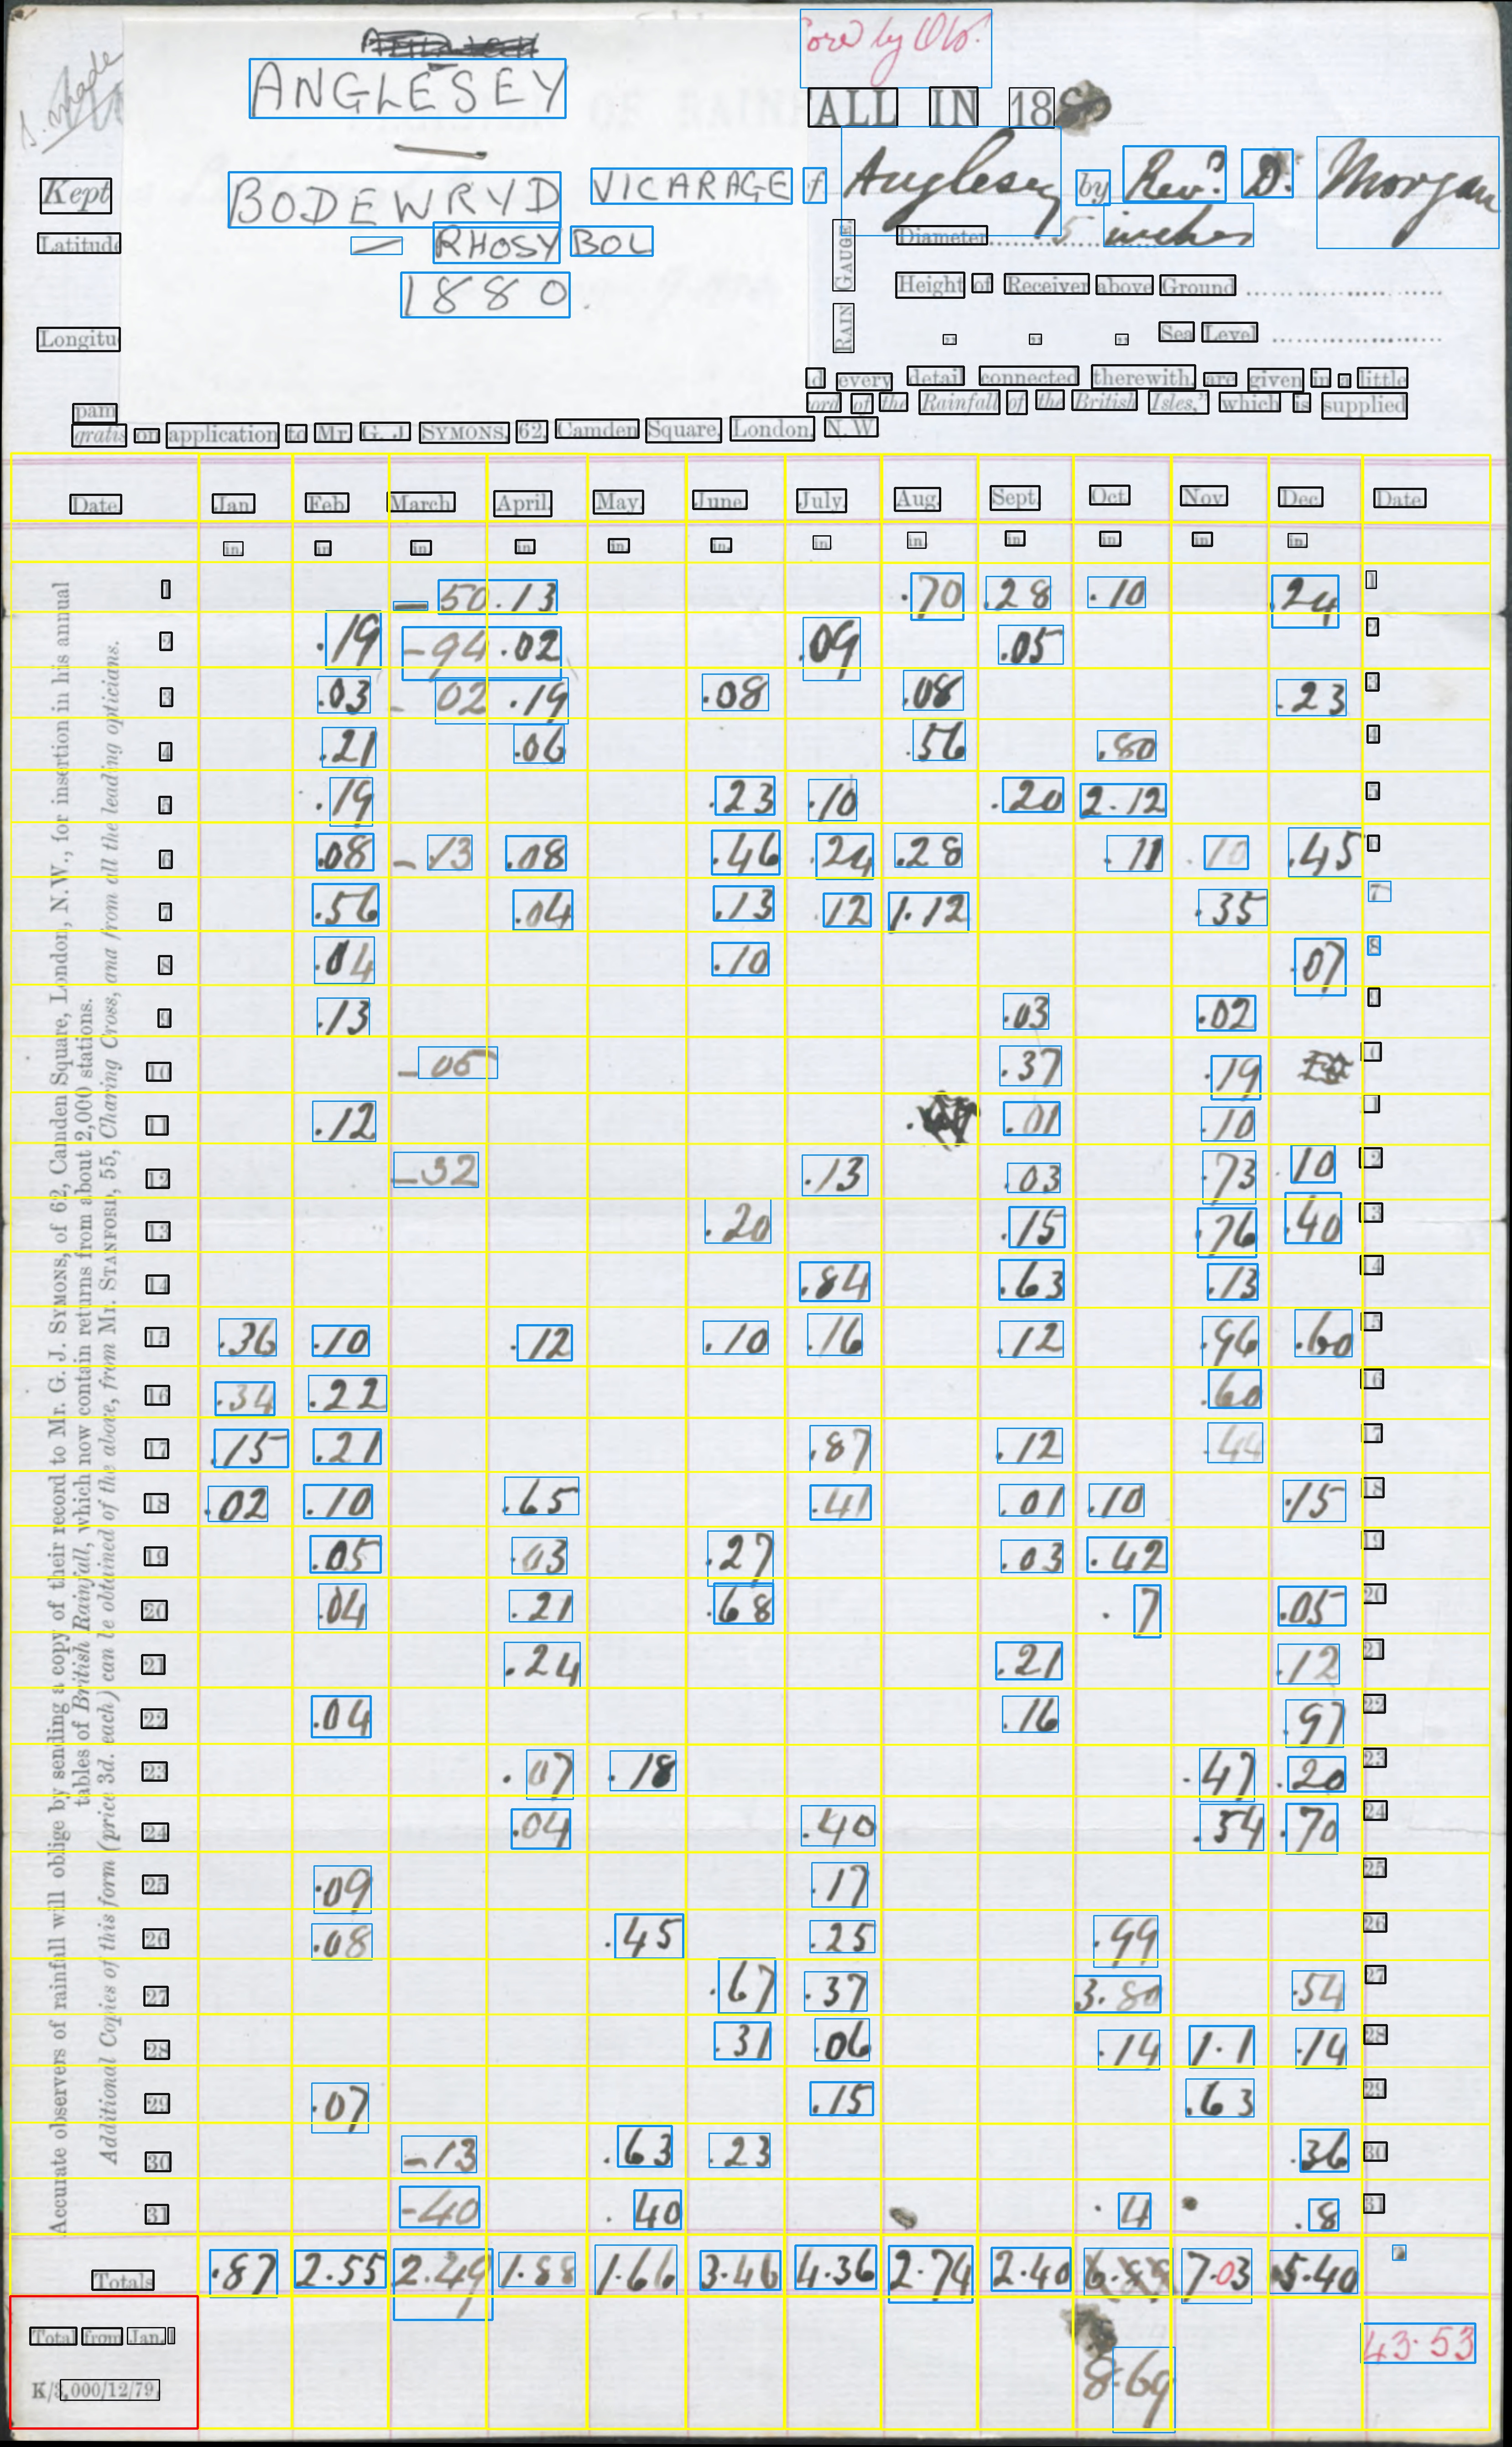 ored by Obs.
ANGLESEY
ALL IN 188
BODEWRYD VICARAGE
Kept f Anglesey by Revd. D. Morgan
— RHOSYBOL
1880.
Latitude
Longitu
RAIN GAUGE.
Diameter........5 inches
Height of Receiver above Ground ....................
„ „ „ Sea Level ....................
d every detail connected therewith, are given in a little
pam ord of the Rainfall of the British Isles," which is supplied
gratis on application to Mr. G. J. SYMONS, 62, Camden Square, London, N.W.
Accurate observers of rainfall will oblige by sending a copy of their record to Mr. G. J. SYMONS, of 62, Camden Square, London, N.W., for insertion in his annual
tables of British Rainfall, which now contain returns from about 2,000 stations.
Additional Copies of this form (price 3d. each) can be obtained of the above, from Mr. STANFORD, 55, Charing Cross, and from all the leading opticians.
Date. Jan. Feb. March. April. May. June. July. Aug. Sept. Oct. Nov. Dec. Date.
in. in. in. in. in. in. in. in. in. in. in. in.
1 — 50 .13 .70 .28 .10 .24 1
2 .19 — 94 .02 .09 .05 2
3 .03 — 02 .19 .08 .08 .23 3
4 .21 .06 .56 .80 4
5 .19 .23 .10 .20 2.12 5
6 .08 — .13 .08 .46 .24 .28 .11 .10 .45 6
7 .56 .04 .13 .12 1.12 .35 7
8 .04 .10 .07 8
9 .13 .03 .02 9
10 — 05 .37 .19 10
11 .12 .01 .10 11
12 — 32 .13 .03 .73 .10 12
13 .20 .15 .76 .40 13
14 .84 .63 .13 14
15 .36 .10 .12 .10 .16 .12 .96 .60 15
16 .34 .22 .60 16
17 .15 .21 .87 .12 .44 17
18 .02 .10 .65 .41 .01 .10 .15 18
19 .05 .03 .27 .03 .42 19
20 .04 .21 .68 .7 .05 20
21 .24 .21 .12 21
22 .04 .16 .97 22
23 .07 .18 .47 .20 23
24 .04 .40 .34 .70 24
25 .09 .17 25
26 .08 .45 .25 .99 26
27 .67 .37 3.80 .54 27
28 .31 .06 .14 1.1 .14 28
29 .07 .15 .63 29
30 — 13 .63 .23 .36 30
31 — 40 .40 .4 .8 31
Totals .87 2.55 2.49 1.88 1.66 3.46 4.36 2.74 2.40 6.89 7.03 5.40
Total from Jan. 1 43.53
8.69
K/3,000/12/79.